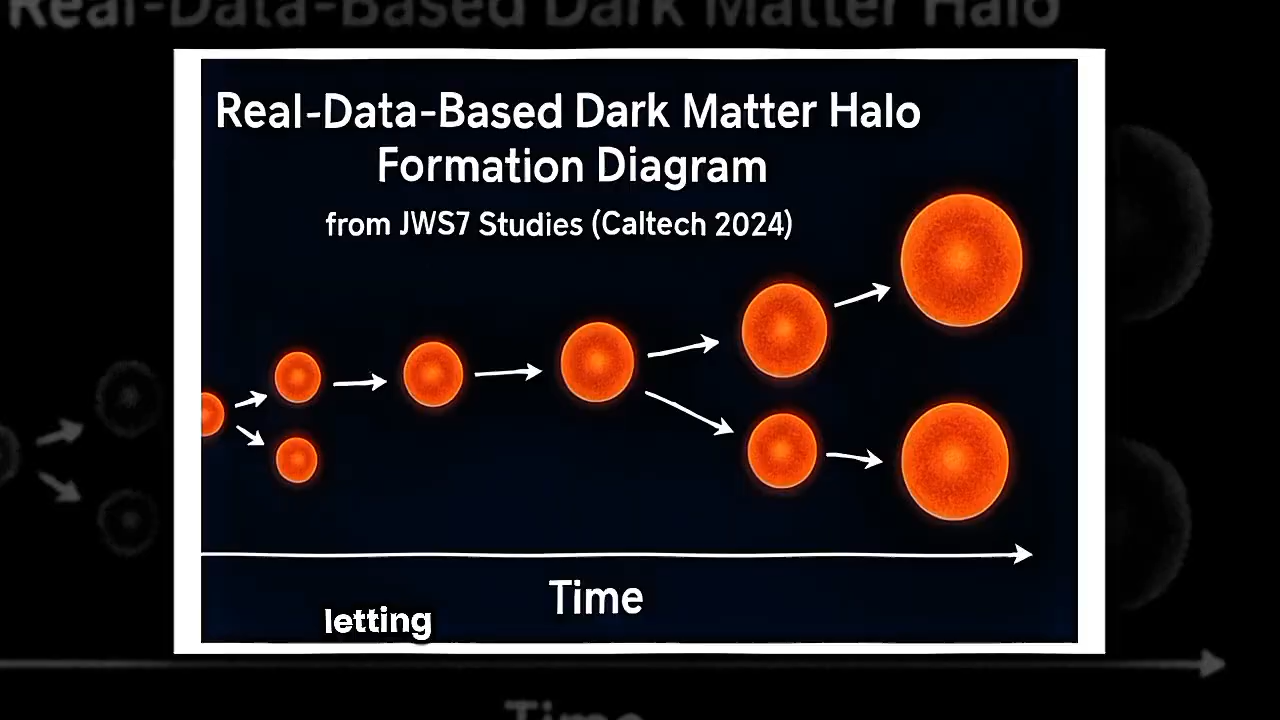 Real-Data-Based Dark Matter Halo
Real-Data-Based Dark Matter Halo
Formation Diagram
from JWS7 Studies (Caltech 2024)
Time
letting
Time